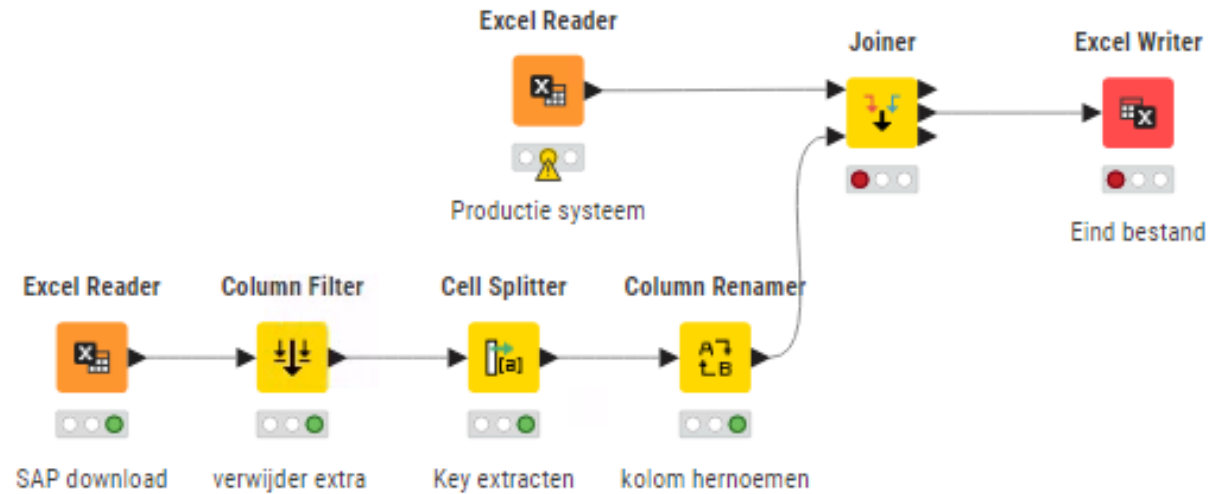 Excel Reader
Joiner
Excel Writer
Productie systeem
Eind bestand
Excel Reader
Column Filter
Cell Splitter
Column Renamer
[a]
A
B
SAP download
verwijder extra
Key extracten
kolom hernoemen